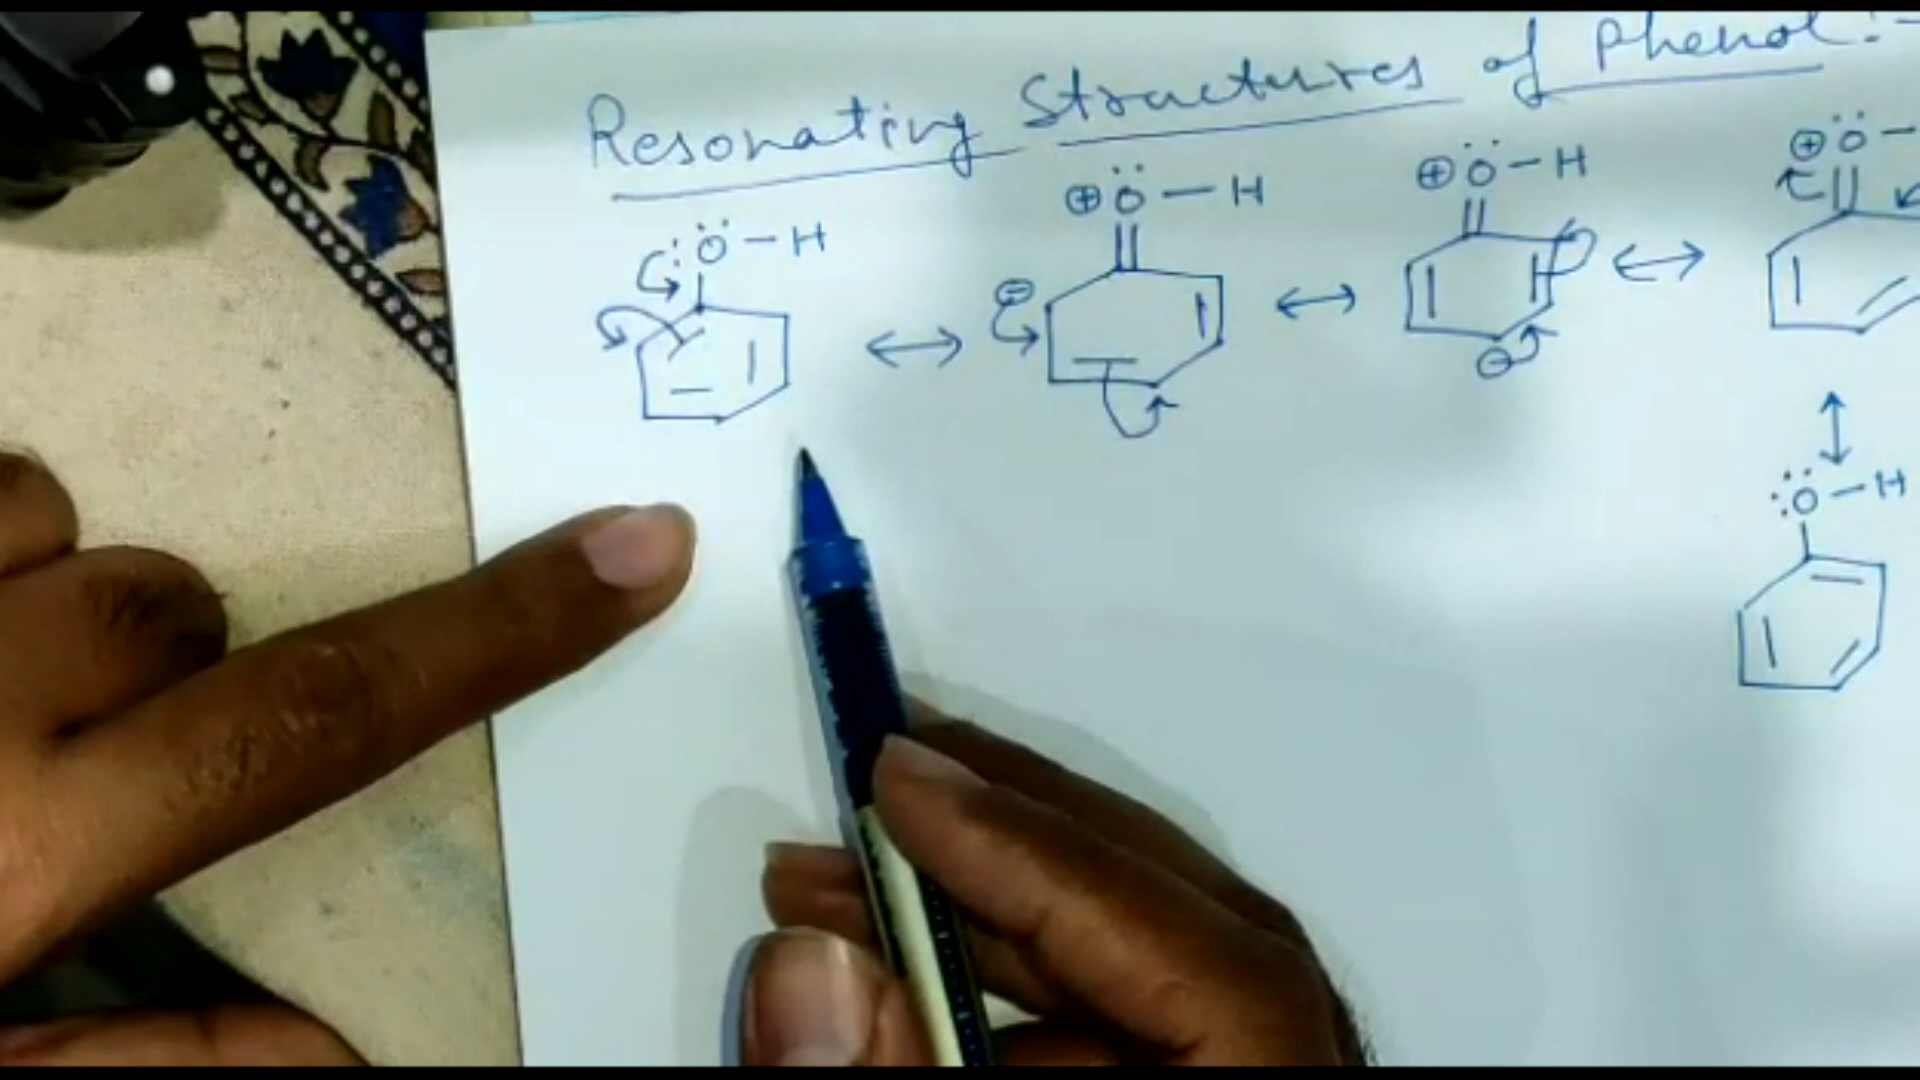 Resonating Structures of Phenol:-
:Ö-H ⊕Ö-H ⊕Ö-H ⊕Ö-
⊖ ⊖
:Ö-H